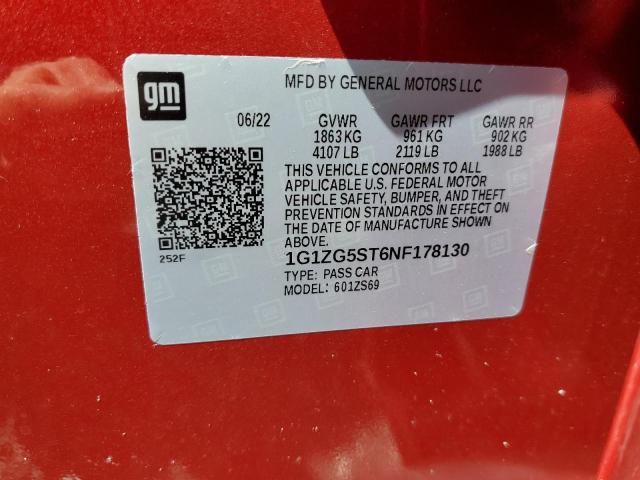 gm
MFD BY GENERAL MOTORS LLC
06/22 GVWR GAWR FRT GAWR RR
1863 KG 961 KG 902 KG
4107 LB 2119 LB 1988 LB
THIS VEHICLE CONFORMS TO ALL
APPLICABLE U.S. FEDERAL MOTOR
VEHICLE SAFETY, BUMPER, AND THEFT
PREVENTION STANDARDS IN EFFECT ON
THE DATE OF MANUFACTURE SHOWN
ABOVE.
252F
1G1ZG5ST6NF178130
TYPE: PASS CAR
MODEL: 601ZS69